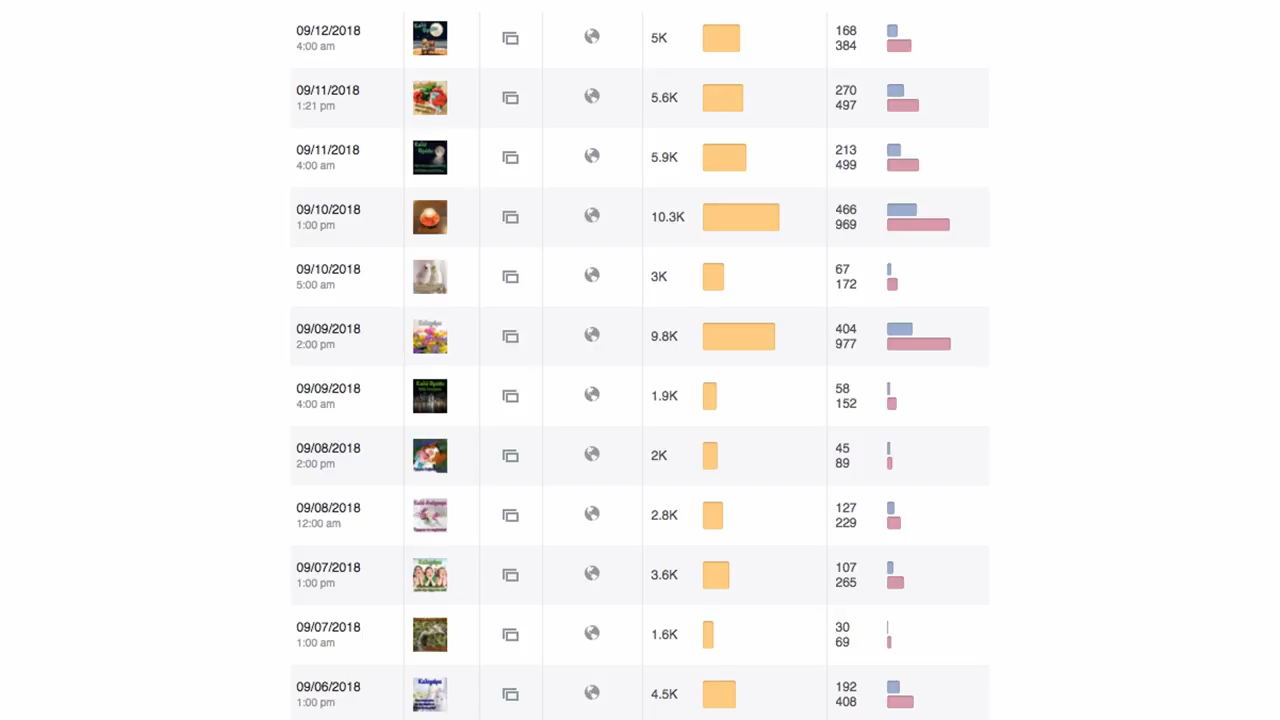 09/12/2018
4:00 am
5K
168
384
09/11/2018
1:21 pm
5.6K
270
497
09/11/2018
4:00 am
5.9K
213
499
09/10/2018
1:00 pm
10.3K
466
969
09/10/2018
5:00 am
3K
67
172
09/09/2018
2:00 pm
Καλημέρα
9.8K
404
977
09/09/2018
4:00 am
Καλό Βράδυ
1.9K
58
152
09/08/2018
2:00 pm
2K
45
89
09/08/2018
12:00 am
2.8K
127
229
09/07/2018
1:00 pm
Καλημέρα
3.6K
107
265
09/07/2018
1:00 am
1.6K
30
69
09/06/2018
1:00 pm
Καλημέρα
4.5K
192
408